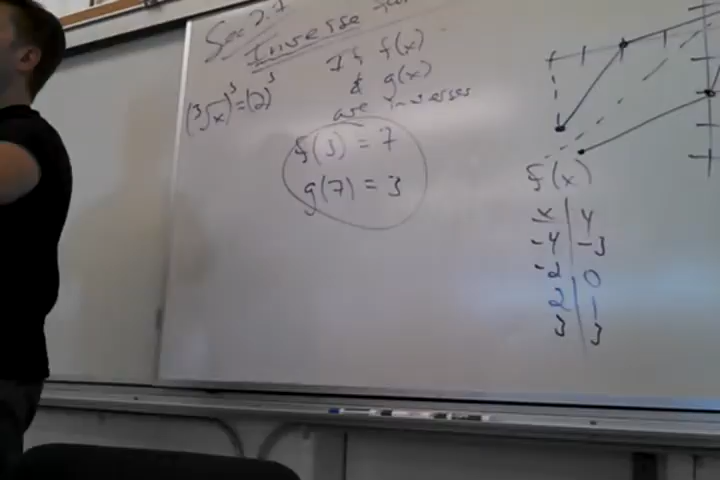 Sec 2.7
Inverse
(³√x)³ = (2)³
If f(x)
& g(x)
are inverses
f(3) = 7
g(7) = 3
f(x)
x | y
-4 | -3
-2 | 0
2 | 1
3 | 3